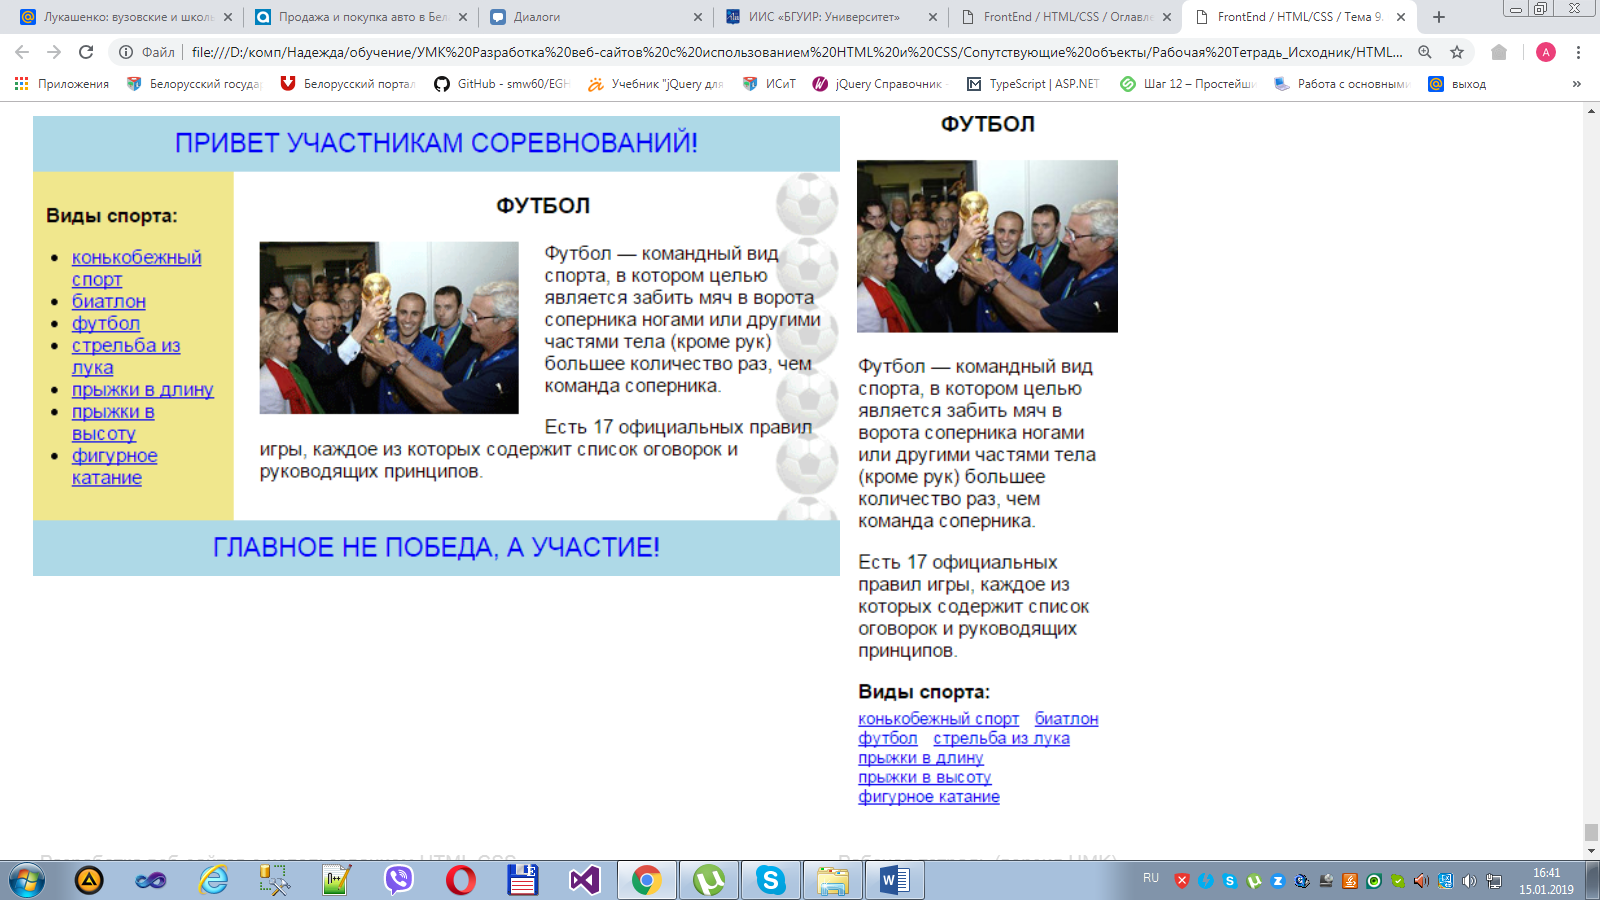 Лукашенко: вузовские и школь
Продажа и покупка авто в Бел
Диалоги
ИИС «БГУИР: Университет»
FrontEnd / HTML/CSS / Оглавле
FrontEnd / HTML/CSS / Тема 9.
Файл
file:///D:/комп/Надежда/обучение/УМК%20Разработка%20веб-сайтов%20с%20использованием%20HTML%20и%20CSS/Сопутствующие%20объекты/Рабочая%20Тетрадь_Исходник/HTML...
A
Приложения
Белорусский государ
Белорусский портал
GitHub - smw60/EGH
Учебник "jQuery для
ИСиТ
jQuery Справочник -
TypeScript | ASP.NET
Шаг 12 – Простейши
Работа с основными
выход
»
ПРИВЕТ УЧАСТНИКАМ СОРЕВНОВАНИЙ!
Виды спорта:
конькобежный
спорт
биатлон
футбол
стрельба из
лука
прыжки в длину
прыжки в
высоту
фигурное
катание
ФУТБОЛ
Футбол — командный вид
спорта, в котором целью
является забить мяч в ворота
соперника ногами или другими
частями тела (кроме рук)
большее количество раз, чем
команда соперника.
Есть 17 официальных правил
игры, каждое из которых содержит список оговорок и
руководящих принципов.
ГЛАВНОЕ НЕ ПОБЕДА, А УЧАСТИЕ!
ФУТБОЛ
Футбол — командный вид
спорта, в котором целью
является забить мяч в
ворота соперника ногами
или другими частями тела
(кроме рук) большее
количество раз, чем
команда соперника.
Есть 17 официальных
правил игры, каждое из
которых содержит список
оговорок и руководящих
принципов.
Виды спорта:
конькобежный спорт биатлон
футбол стрельба из лука
прыжки в длину
прыжки в высоту
фигурное катание
RU
16:41
15.01.2019